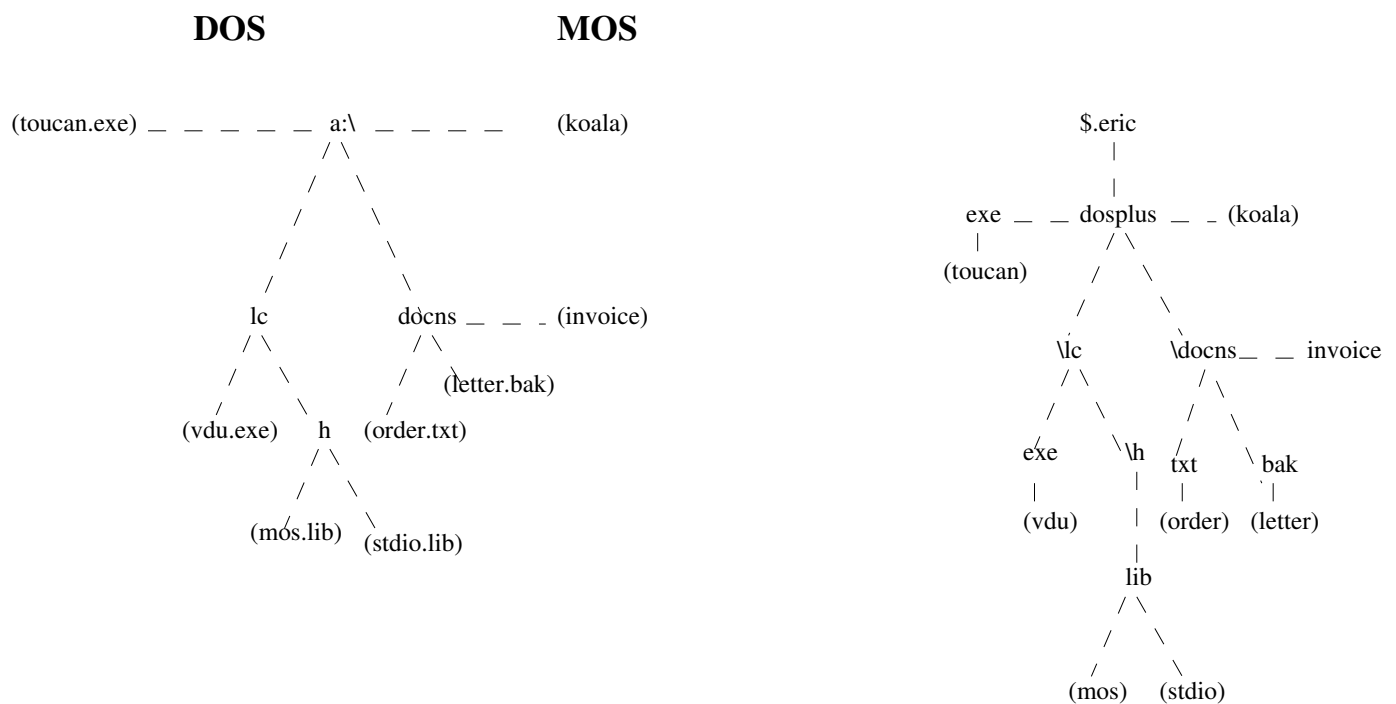 DOS MOS
(toucan.exe) a:\ (koala) $.eric
exe dosplus (koala)
(toucan)
lc docns (invoice)
\lc \docns invoice
(letter.bak)
(vdu.exe) h (order.txt)
exe \h txt bak
(mos.lib) (stdio.lib) (vdu) (order) (letter)
lib
(mos) (stdio)